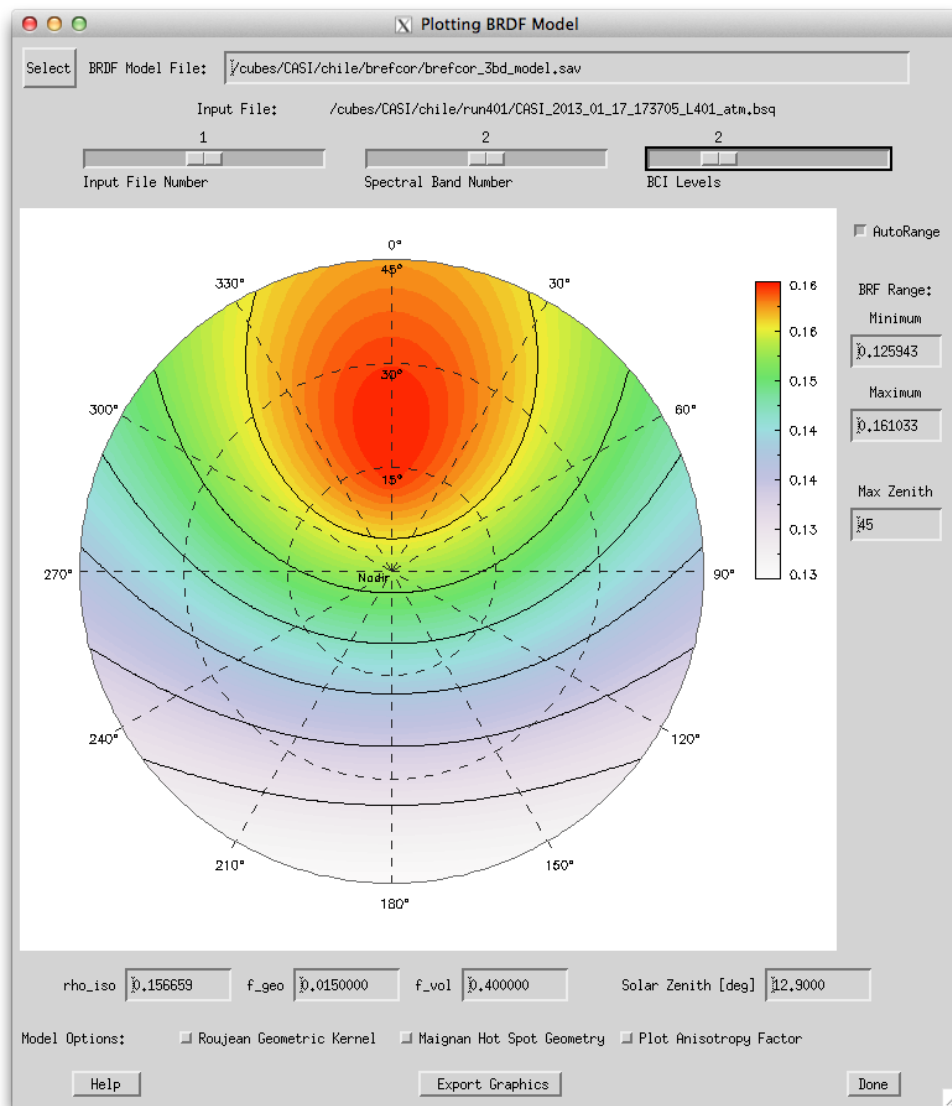 Plotting BRDF Model
Select BRDF Model File: /cubes/CASI/chile/brefcor/brefcor_3bd_model.sav
Input File: /cubes/CASI/chile/run401/CASI_2013_01_17_173705_L401_atm.bsq
1 2 2
Input File Number Spectral Band Number BCI Levels
AutoRange
0°
45°
330° 30°
0.16
BRF Range:
Minimum
0.16
0.125943
30°
0.15
Maximum
300° 60°
0.161033
0.14
15°
0.13
Max Zenith
45
270° Nadir 90°
0.13
240° 120°
210° 150°
180°
rho_iso 0.156659 f_geo 0.0150000 f_vol 0.400000 Solar Zenith [deg] 12.9000
Model Options: Roujean Geometric Kernel Maignan Hot Spot Geometry Plot Anisotropy Factor
Help Export Graphics Done